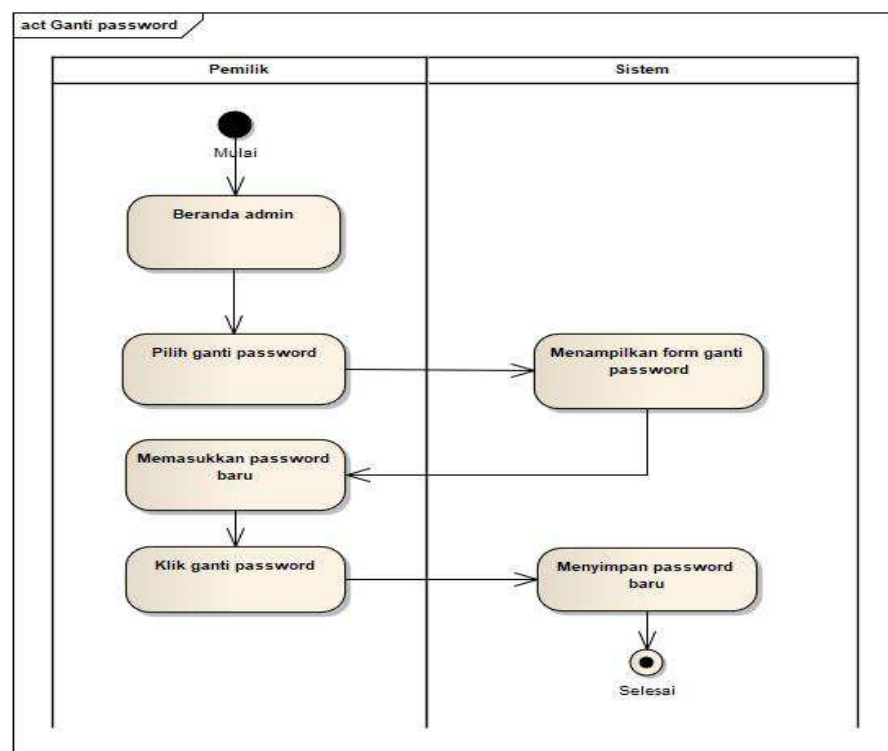 act Ganti password
Pemilik
Sistem
Mulai
Beranda admin
Pilih ganti password
Menampilkan form ganti
password
Memasukkan password
baru
Klik ganti password
Menyimpan password
baru
Selesai